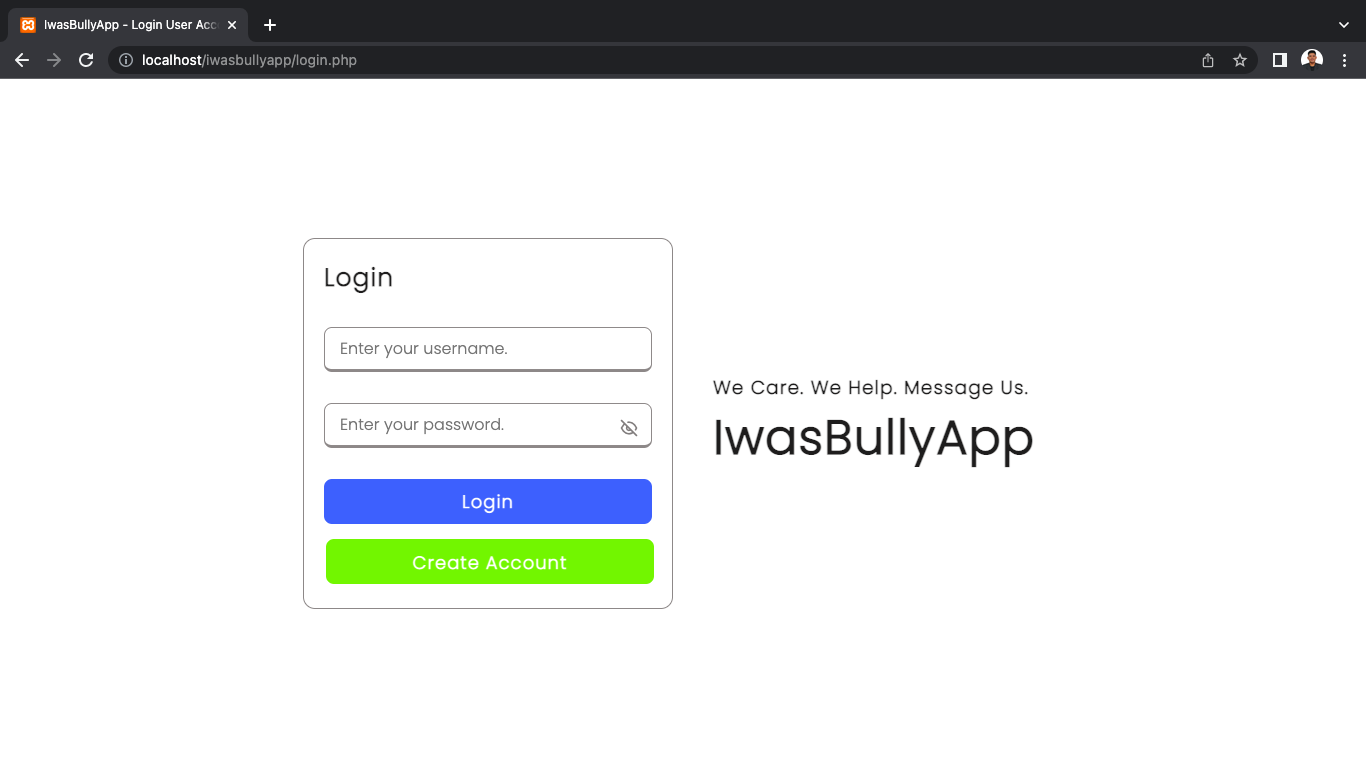 IwasBullyApp - Login User Acc
localhost/iwasbullyapp/login.php
Login
Enter your username.
Enter your password.
Login
Create Account
We Care. We Help. Message Us.
IwasBullyApp